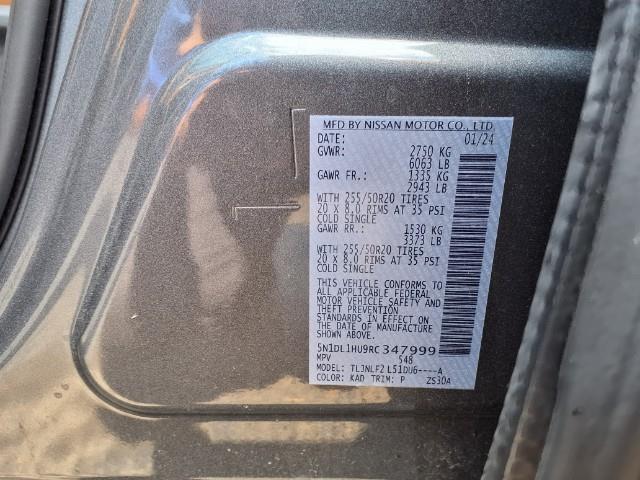 MFD BY NISSAN MOTOR CO., LTD
DATE: 01/24
GVWR: 2750 KG
6063 LB
GAWR FR.: 1335 KG
2943 LB
WITH 255/50R20 TIRES
20 X 8.0 RIMS AT 35 PSI
COLD SINGLE
GAWR RR.: 1530 KG
3373 LB
WITH 255/50R20 TIRES
20 X 8.0 RIMS AT 35 PSI
COLD SINGLE
THIS VEHICLE CONFORMS TO
ALL APPLICABLE FEDERAL
MOTOR VEHICLE SAFETY AND
THEFT PREVENTION
STANDARDS IN EFFECT ON
THE DATE OF MANUFACTURE
SHOWN ABOVE.
5N1DL1HU9RC347999
MPV 548
MODEL: TL3NLF2 L51DU6----A
COLOR: KAD TRIM: P ZS30A